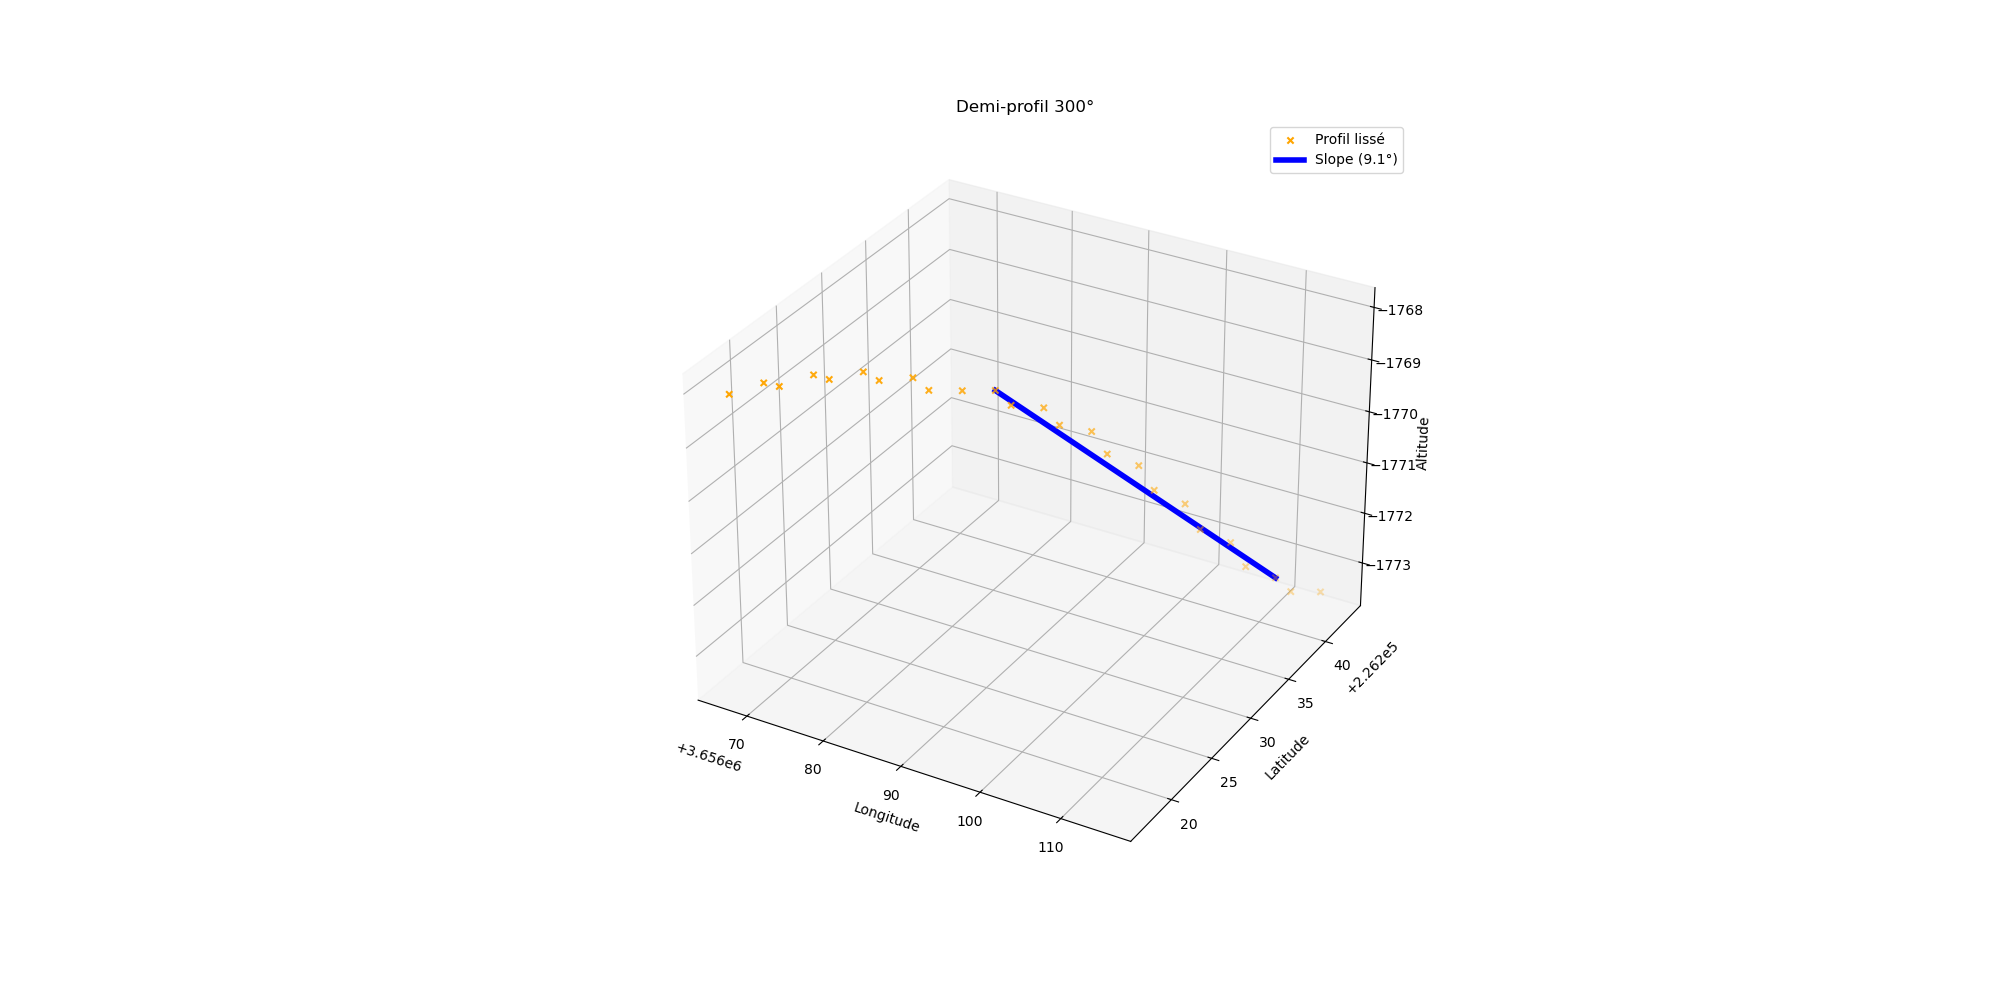 Demi-profil 300°
Profil lissé
Slope (9.1°)
−1768
−1769
−1770
−1771
−1772
−1773
Altitude
40
35
30
25
20
+2.262e5
Latitude
70
80
90
100
110
+3.656e6
Longitude